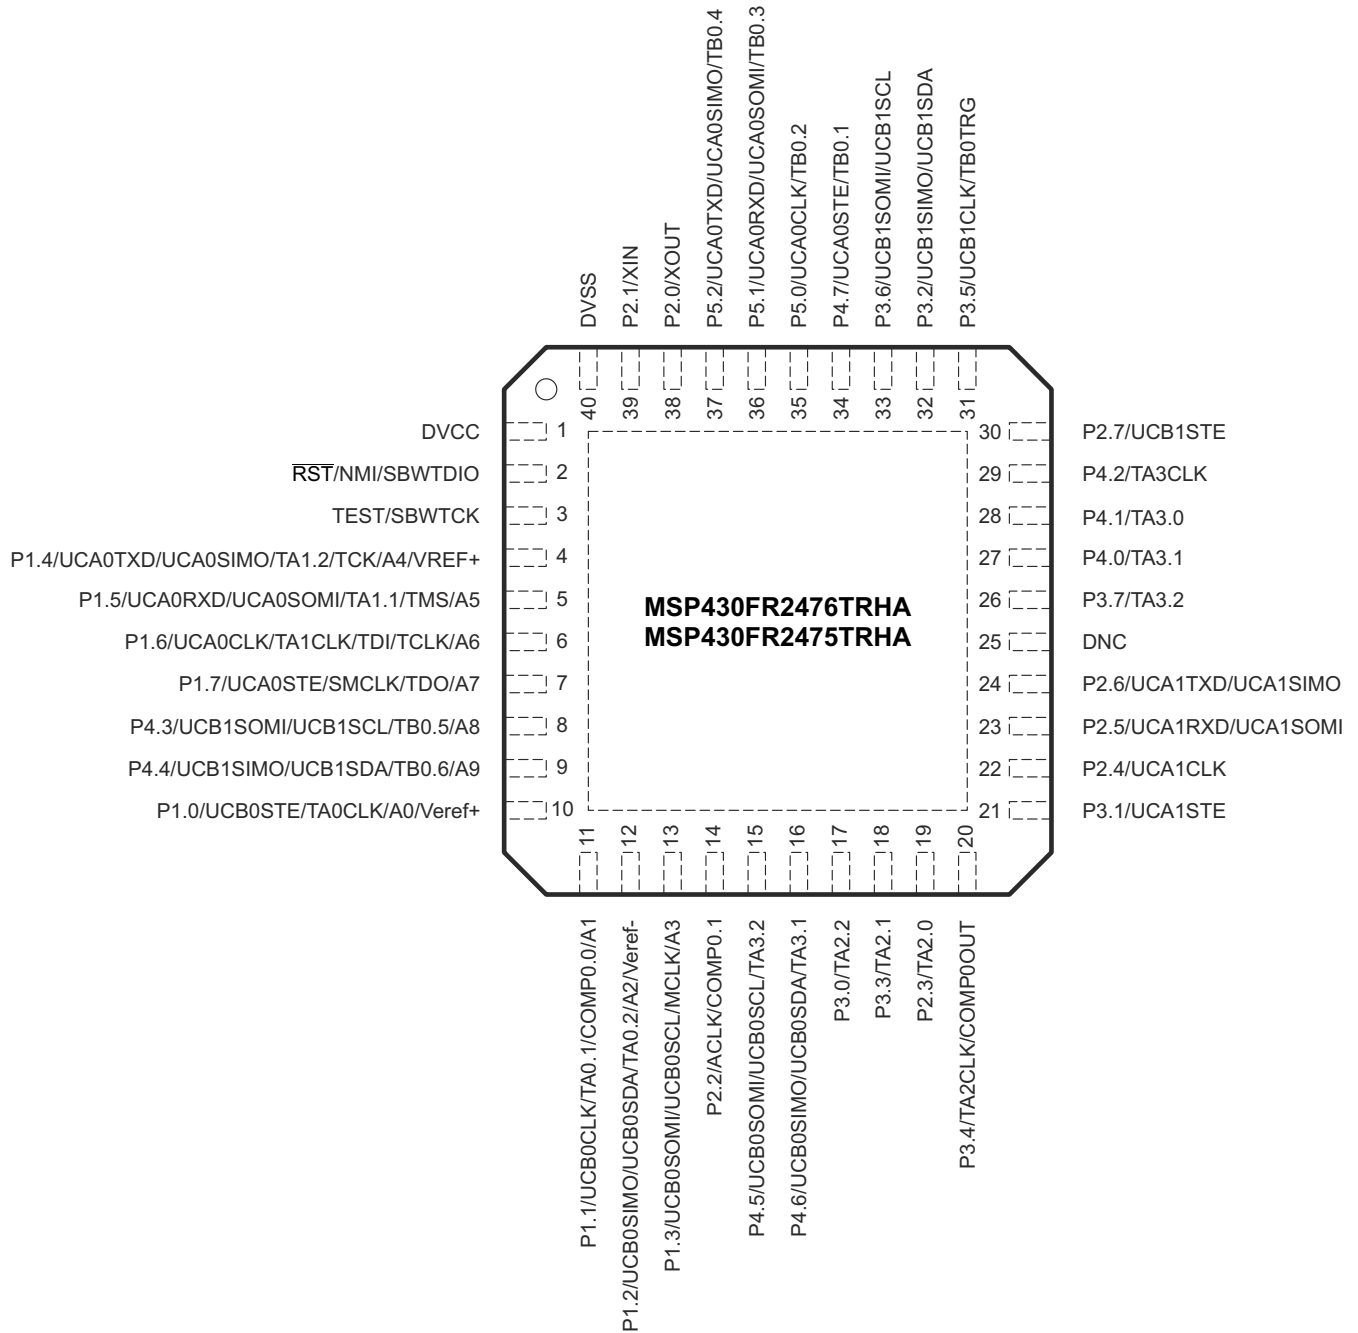 P5.2/UCA0TXD/UCA0SIMO/TB0.4
P5.1/UCA0RXD/UCA0SOMI/TB0.3
P5.0/UCA0CLK/TB0.2
P4.7/UCA0STE/TB0.1
P3.6/UCB1SOMI/UCB1SCL
P3.2/UCB1SIMO/UCB1SDA
P3.5/UCB1CLK/TB0TRG
DVSS
P2.1/XIN
P2.0/XOUT
40
39
38
37
36
35
34
33
32
31
DVCC 1
RST/NMI/SBWTDIO 2
TEST/SBWTCK 3
P1.4/UCA0TXD/UCA0SIMO/TA1.2/TCK/A4/VREF+ 4
P1.5/UCA0RXD/UCA0SOMI/TA1.1/TMS/A5 5
P1.6/UCA0CLK/TA1CLK/TDI/TCLK/A6 6
P1.7/UCA0STE/SMCLK/TDO/A7 7
P4.3/UCB1SOMI/UCB1SCL/TB0.5/A8 8
P4.4/UCB1SIMO/UCB1SDA/TB0.6/A9 9
P1.0/UCB0STE/TA0CLK/A0/Veref+ 10
MSP430FR2476TRHA
MSP430FR2475TRHA
30 P2.7/UCB1STE
29 P4.2/TA3CLK
28 P4.1/TA3.0
27 P4.0/TA3.1
26 P3.7/TA3.2
25 DNC
24 P2.6/UCA1TXD/UCA1SIMO
23 P2.5/UCA1RXD/UCA1SOMI
22 P2.4/UCA1CLK
21 P3.1/UCA1STE
11
12
13
14
15
16
17
18
19
20
P1.1/UCB0CLK/TA0.1/COMP0.0/A1
P1.2/UCB0SIMO/UCB0SDA/TA0.2/A2/Veref-
P1.3/UCB0SOMI/UCB0SCL/MCLK/A3
P2.2/ACLK/COMP0.1
P4.5/UCB0SOMI/UCB0SCL/TA3.2
P4.6/UCB0SIMO/UCB0SDA/TA3.1
P3.0/TA2.2
P3.3/TA2.1
P2.3/TA2.0
P3.4/TA2CLK/COMP0OUT